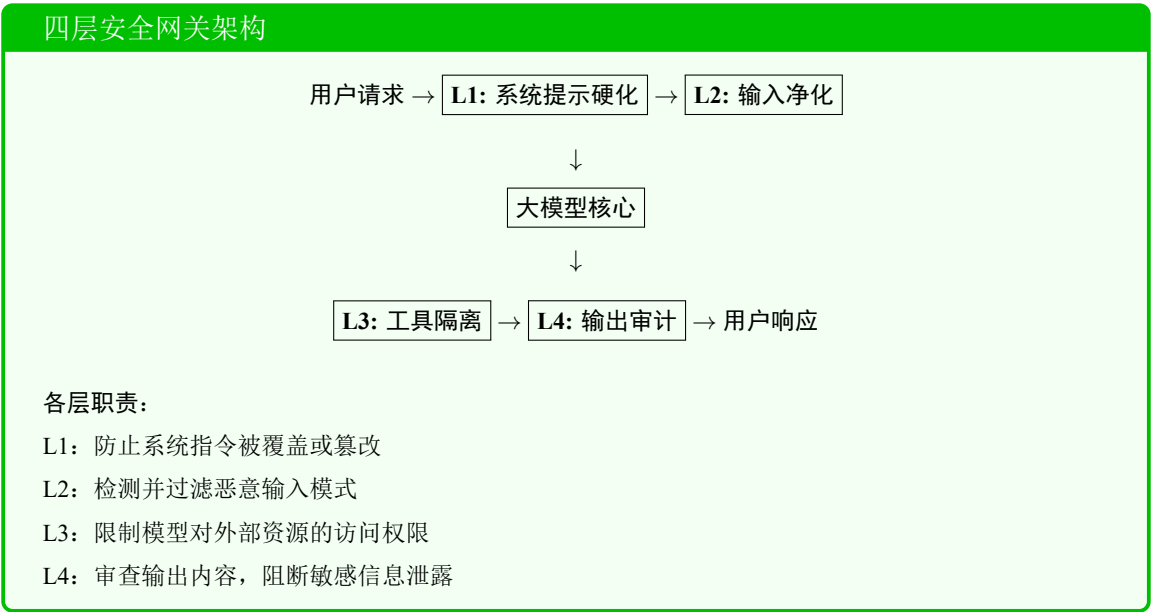 四层安全网关架构
用户请求 → L1: 系统提示硬化 → L2: 输入净化
↓
大模型核心
↓
L3: 工具隔离 → L4: 输出审计 → 用户响应
各层职责：
L1：防止系统指令被覆盖或篡改
L2：检测并过滤恶意输入模式
L3：限制模型对外部资源的访问权限
L4：审查输出内容，阻断敏感信息泄露